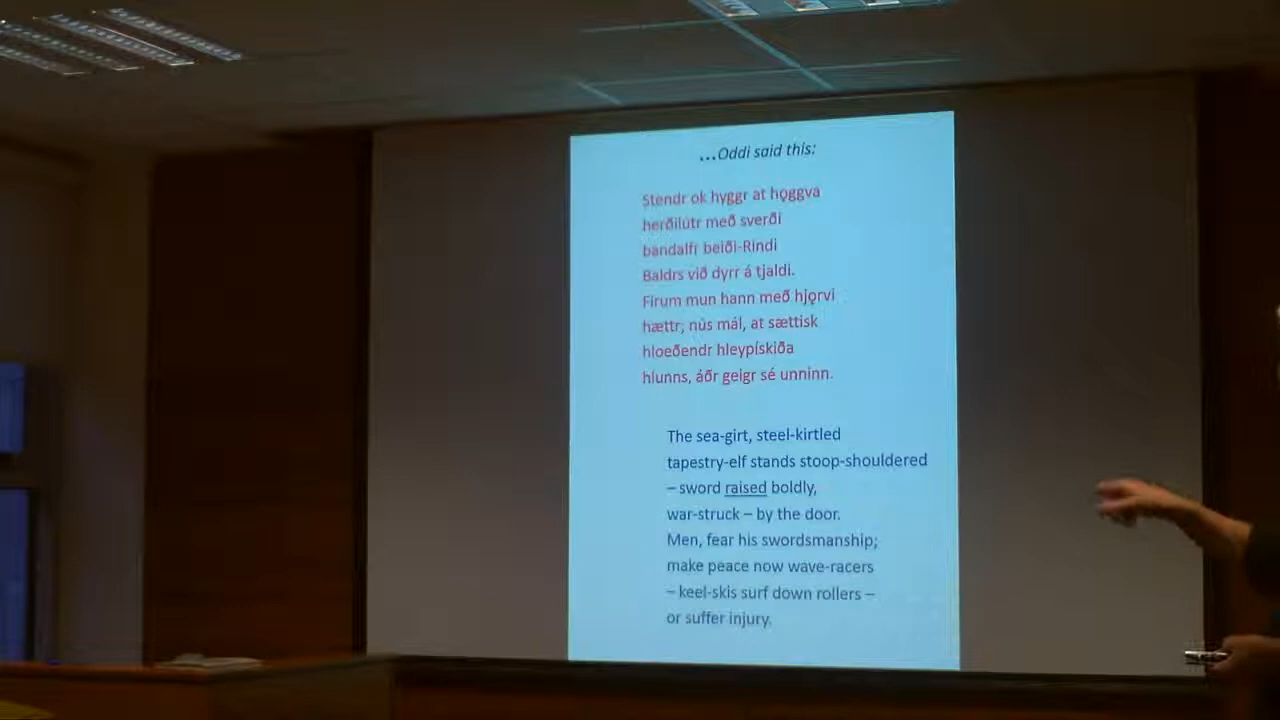 ...Oddi said this:
Stendr ok hyggr at hǫggva
herðilútr með sverði
bandalfr beiði-Rindi
Baldrs við dyrr á tjaldi.
Firum mun hann með hjǫrvi
hættr; nús mál, at sættisk
hloeðendr hleypískiða
hlunns, áðr geigr sé unninn.
The sea-girt, steel-kirtled
tapestry-elf stands stoop-shouldered
– sword raised boldly,
war-struck – by the door.
Men, fear his swordsmanship;
make peace now wave-racers
– keel-skis surf down rollers –
or suffer injury.